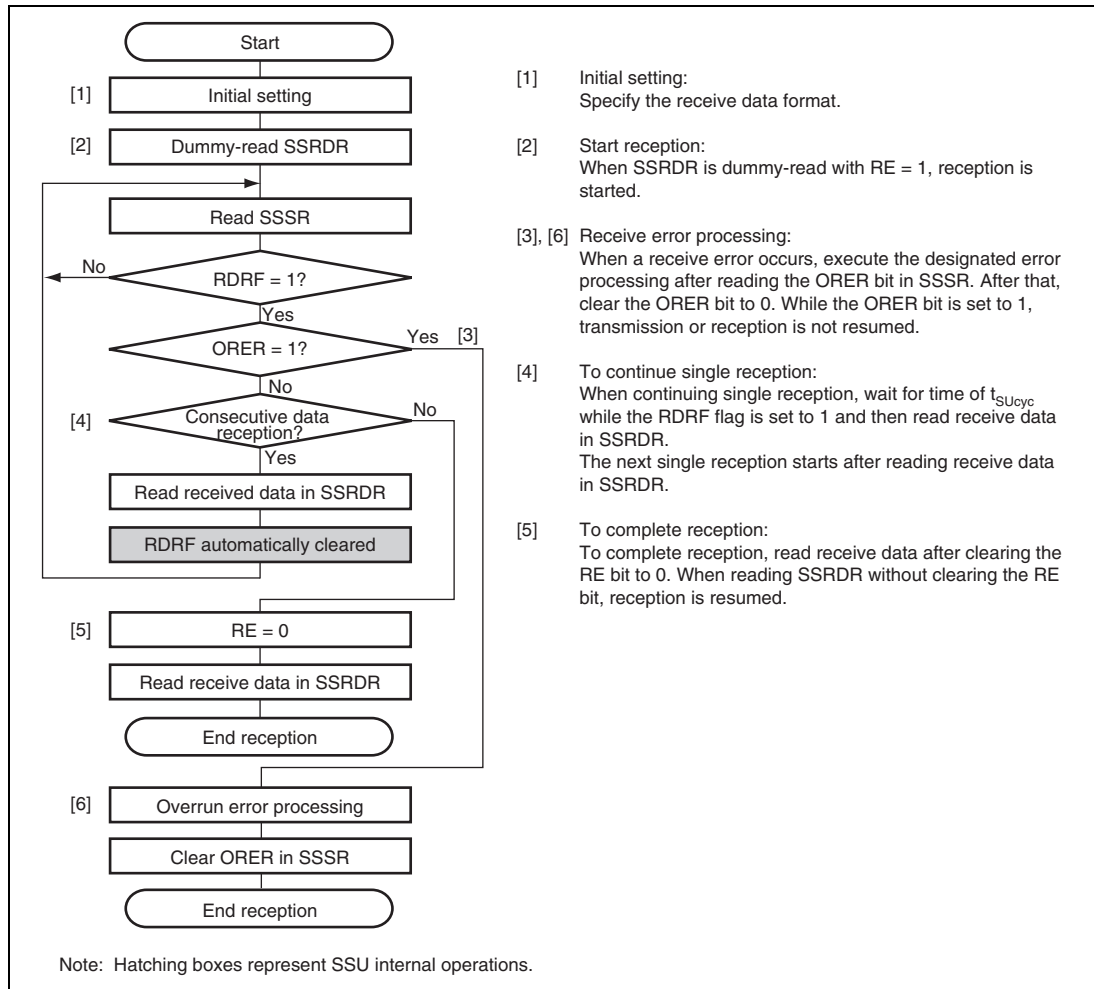 Start
[1] Initial setting
[2] Dummy-read SSRDR
Read SSSR
No
RDRF = 1?
Yes
ORER = 1?
Yes [3]
No
[4] Consecutive data
reception?
No
Yes
Read received data in SSRDR
RDRF automatically cleared
[5] RE = 0
Read receive data in SSRDR
End reception
[6] Overrun error processing
Clear ORER in SSSR
End reception
[1] Initial setting:
Specify the receive data format.
[2] Start reception:
When SSRDR is dummy-read with RE = 1, reception is
started.
[3], [6] Receive error processing:
When a receive error occurs, execute the designated error
processing after reading the ORER bit in SSSR. After that,
clear the ORER bit to 0. While the ORER bit is set to 1,
transmission or reception is not resumed.
[4] To continue single reception:
When continuing single reception, wait for time of tSUcyc
while the RDRF flag is set to 1 and then read receive data
in SSRDR.
The next single reception starts after reading receive data
in SSRDR.
[5] To complete reception:
To complete reception, read receive data after clearing the
RE bit to 0. When reading SSRDR without clearing the RE
bit, reception is resumed.
Note: Hatching boxes represent SSU internal operations.